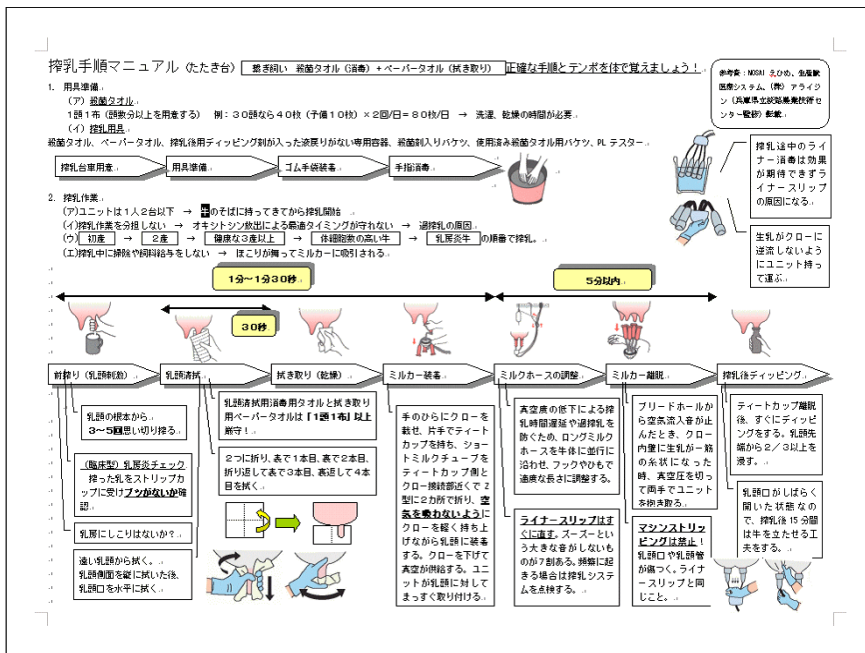 搾乳手順マニュアル（たたき台） 繋ぎ飼い 殺菌タオル（消毒）＋ペーパータオル（拭き取り） 正確な手順とテンポを体で覚えましょう！
参考書：NOSAI えひめ、生産獣
医療システム、（株）アライジ
ン（兵庫県立淡路農業技術セ
ンター監修）転載
1. 用具準備
（ア）殺菌タオル
1頭1布（頭数分以上を用意する） 例：30頭なら40枚（予備10枚）×2回/日＝80枚/日 → 洗濯、乾燥の時間が必要
（イ）搾乳用具
殺菌タオル、ペーパータオル、搾乳後用ディッピング剤が入った液戻りがない専用容器、殺菌剤入りバケツ、使用済み殺菌タオル用バケツ、PLテスター
搾乳台車用意 用具準備 ゴム手袋装着 手指消毒
搾乳途中のライ
ナー消毒は効果
が期待できずラ
イナースリップ
の原因になる
生乳がクローに
逆流しないよう
にユニット持っ
て運ぶ
2. 搾乳作業
（ア）ユニットは1人2台以下 → 牛のそばに持ってきてから搾乳開始
（イ）搾乳作業を分担しない → オキシトシン放出による最適タイミングが守れない → 過搾乳の原因
（ウ）初産 → 2産 → 健康な3産以上 → 体細胞数の高い牛 → 乳房炎牛 の順番で搾乳。
（エ）搾乳中に掃除や飼料給与をしない → ほこりが舞ってミルカーに吸引される
1分～1分30秒
5分以内
30秒
前搾り（乳頭刺激） 乳頭清拭 拭き取り（乾燥） ミルカー装着 ミルクホースの調整 ミルカー離脱 搾乳後ディッピング
乳頭の根本から
3～5回思い切り搾る
（臨床型）乳房炎チェック
搾った乳をストリップカ
ップに受けブツがないか確
認
乳房にしこりはないか？
遠い乳頭から拭く。
乳頭側面を縦に拭いた後、
乳頭口を水平に拭く
乳頭清拭用消毒用タオルと拭き取り
用ペーパータオルは「1頭1布」以上
厳守！
2つに折り、表で1本目、裏で2本目、
折り返して表で3本目、裏返して4本
目を拭く。
手のひらにクローを
載せ、片手でティート
カップを持ち、ショー
トミルクチューブを
ティートカップ側と
クロー接続部近くでZ
型に2カ所で折り、空
気を吸わないように
クローを軽く持ち上
げながら乳頭に装着
する。クローを下げて
真空が供給する。ユニ
ットが乳頭に対して
まっすぐ取り付ける
真空度の低下による搾
乳時間遅延や過搾乳を
防ぐため、ロングミルク
ホースを牛体に並行に
沿わせ、フックやひもで
適度な長さに調整する。
ライナースリップはす
ぐに直す。ズーズーとい
う大きな音がしないも
のが7割ある。頻繁に起
きる場合は搾乳システ
ムを点検する。
ブリードホールか
ら空気流入音が止
んだとき、クロー
内壁に生乳が一筋
の糸状になった
時、真空圧を切っ
て両手でユニット
を抱き取る
マシンストリッ
ピングは禁止！
乳頭口や乳頭管
が傷つく。ライナ
ースリップと同
じこと。
ティートカップ離脱
後、すぐにディッピン
グをする。乳頭先
端から2／3以上を
浸す。
乳頭口がしばらく
開いた状態なの
で、搾乳後15分間
は牛を立たせる工
夫をする。